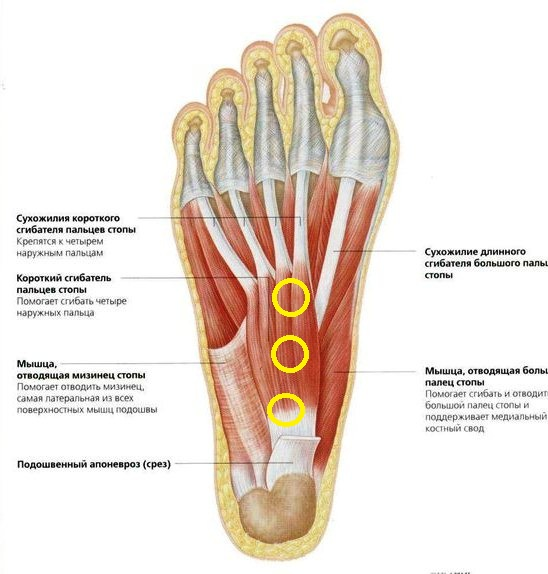 Сухожилия короткого
сгибателя пальцев стопы
Крепятся к четырем
наружным пальцам
Короткий сгибатель
пальцев стопы
Помогает сгибать четыре
наружных пальца
Мышца,
отводящая мизинец стопы
Помогает отводить мизинец,
самая латеральная из всех
поверхностных мышц подошвы
Подошвенный апоневроз (срез)
Сухожилие длинного
сгибателя большого паль
стопы
Мышца, отводящая боль
палец стопы
Помогает сгибать и отводит
большой палец стопы и
поддерживает медиальный
костный свод